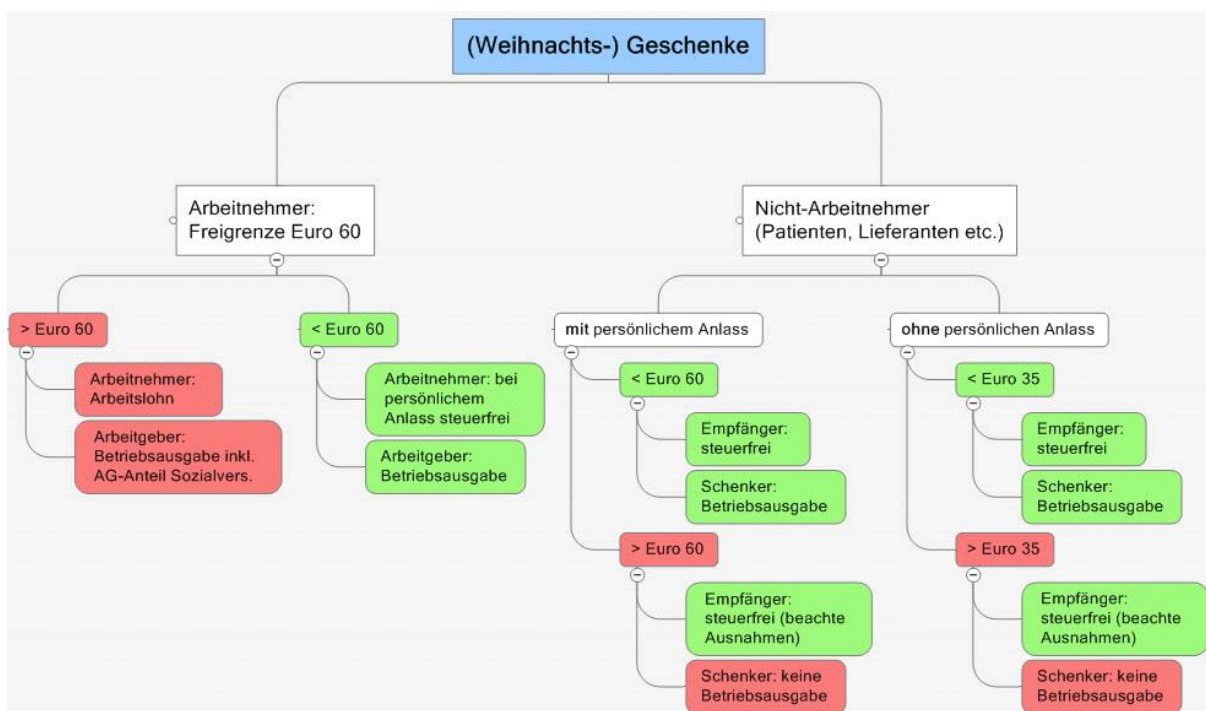 (Weihnachts-) Geschenke
Arbeitnehmer:
Freigrenze Euro 60
> Euro 60
Arbeitnehmer:
Arbeitslohn
Arbeitgeber:
Betriebsausgabe inkl.
AG-Anteil Sozialvers.
< Euro 60
Arbeitnehmer: bei
persönlichem
Anlass steuerfrei
Arbeitgeber:
Betriebsausgabe
Nicht-Arbeitnehmer
(Patienten, Lieferanten etc.)
mit persönlichem Anlass
< Euro 60
Empfänger:
steuerfrei
Schenker:
Betriebsausgabe
> Euro 60
Empfänger:
steuerfrei (beachte
Ausnahmen)
Schenker: keine
Betriebsausgabe
ohne persönlichen Anlass
< Euro 35
Empfänger:
steuerfrei
Schenker:
Betriebsausgabe
> Euro 35
Empfänger:
steuerfrei (beachte
Ausnahmen)
Schenker: keine
Betriebsausgabe